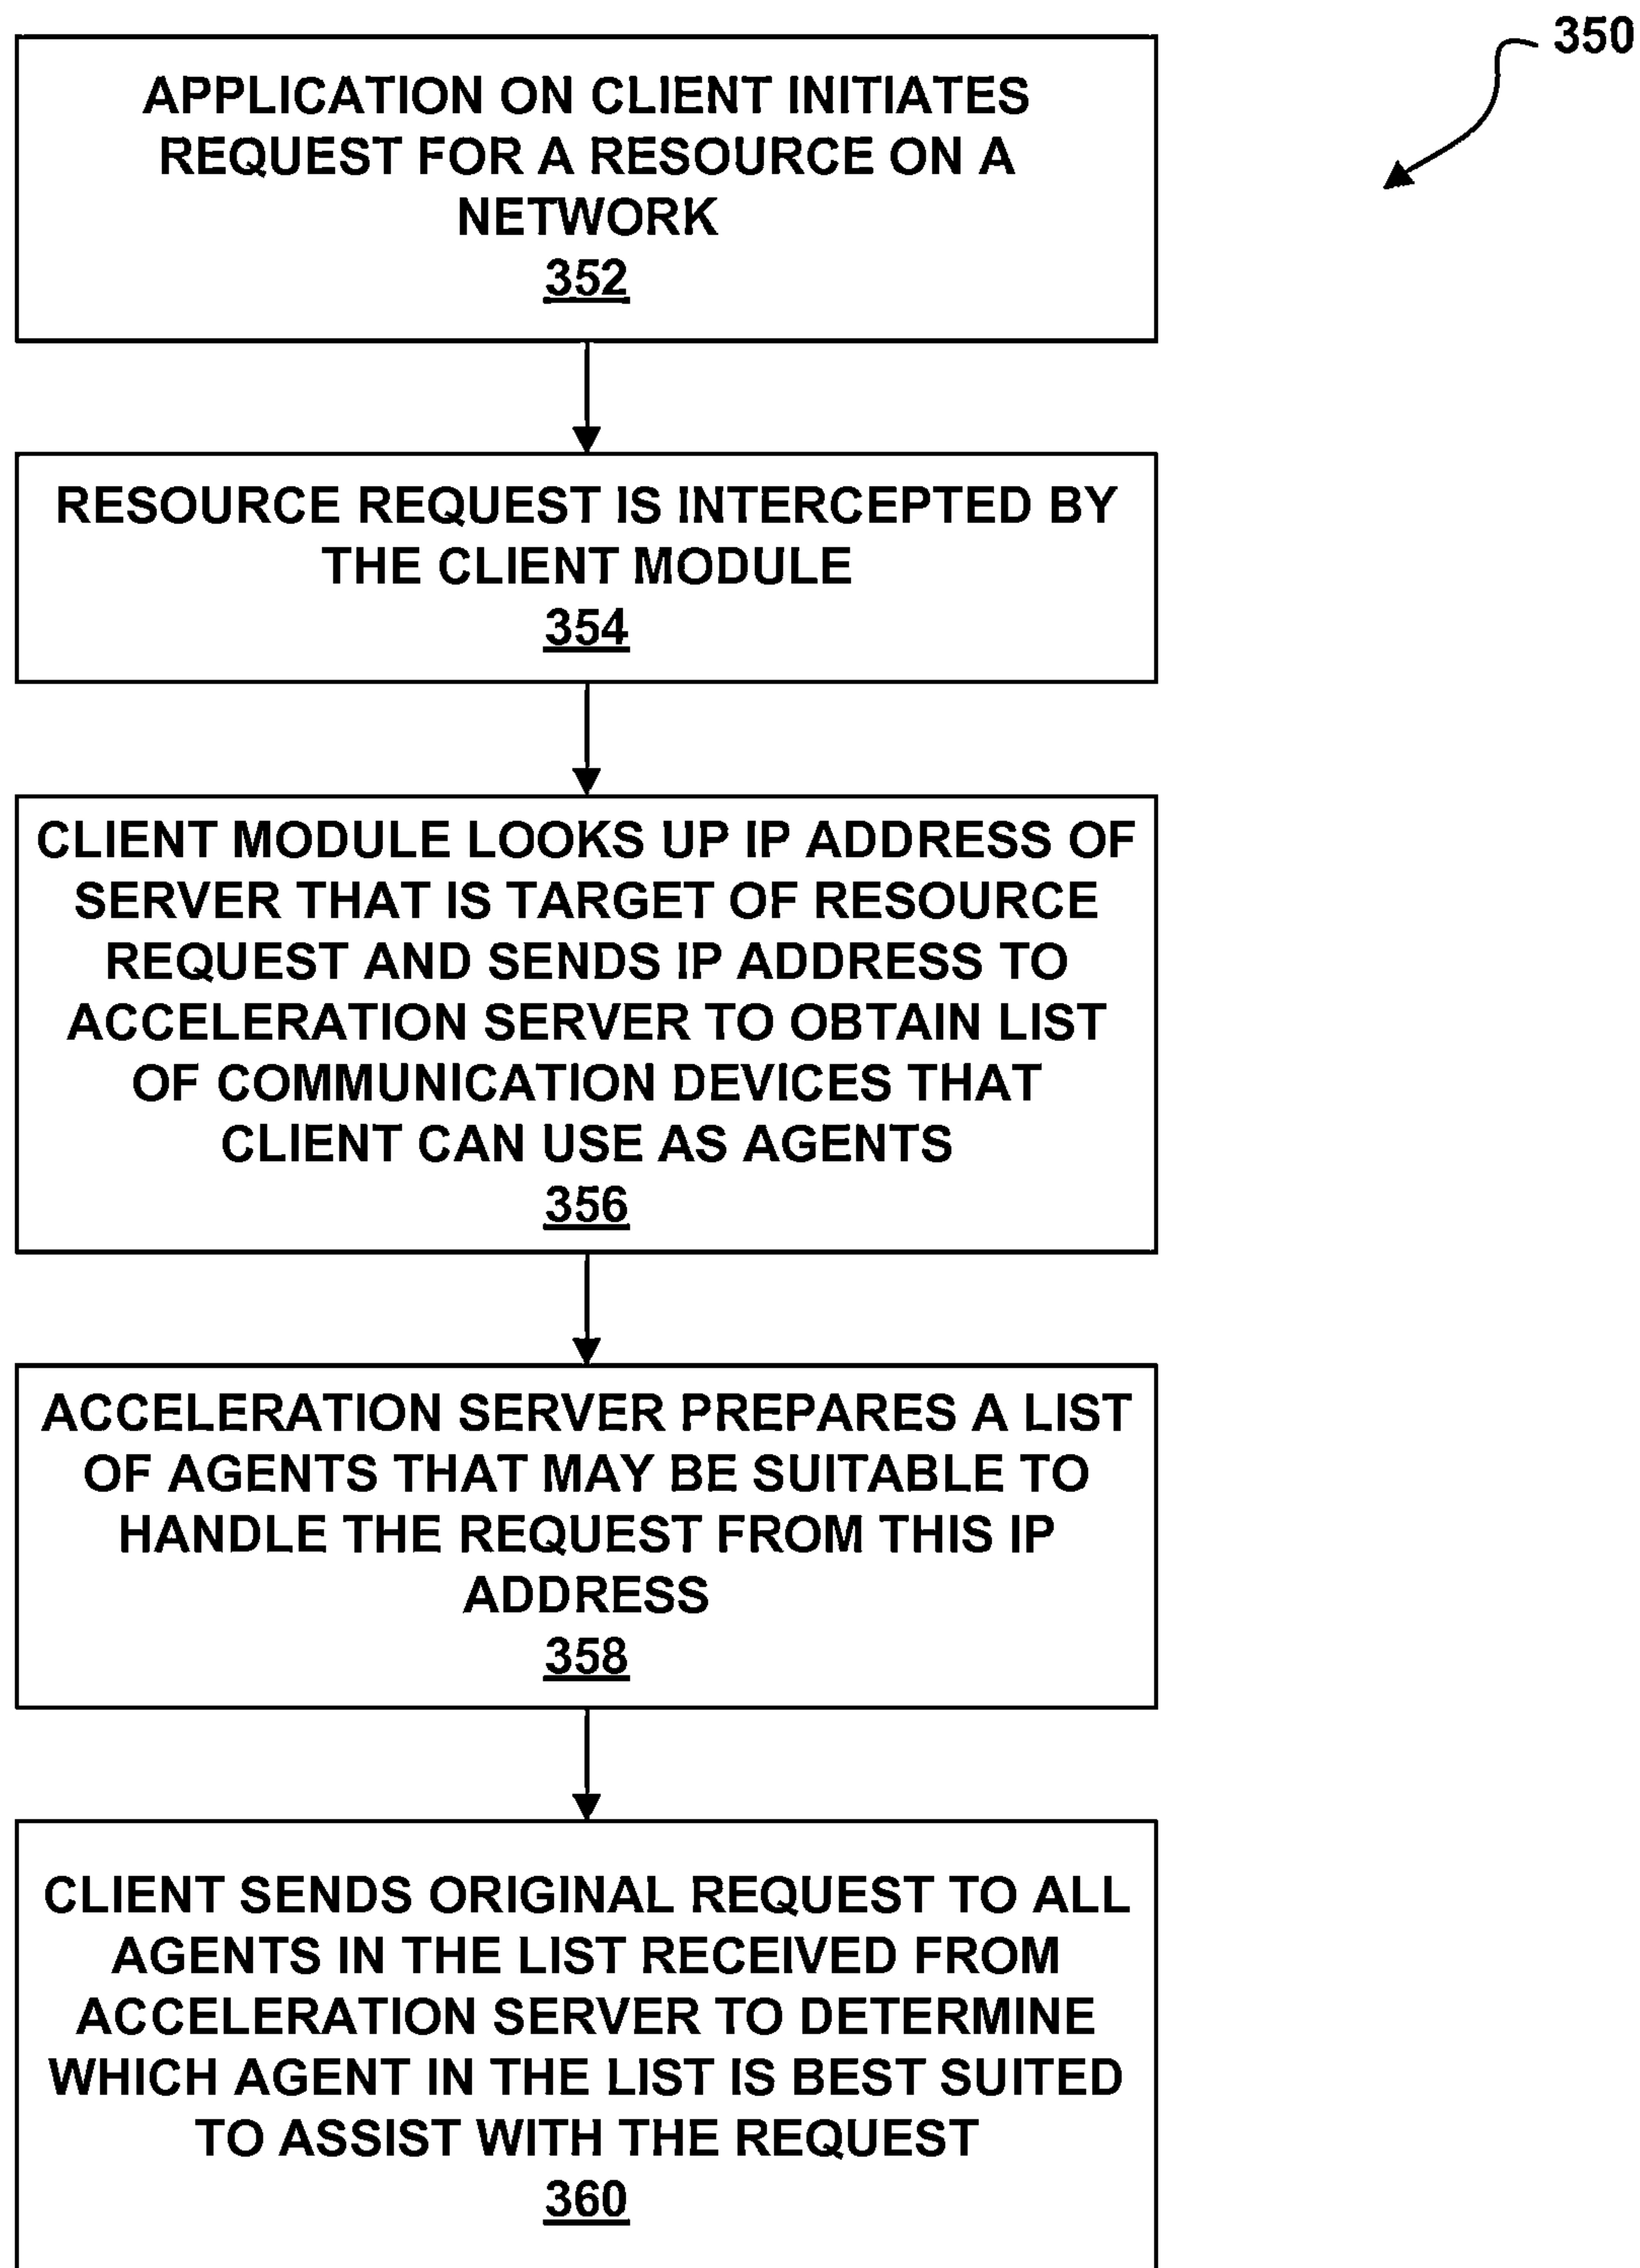 350
APPLICATION ON CLIENT INITIATES
REQUEST FOR A RESOURCE ON A
NETWORK
352
RESOURCE REQUEST IS INTERCEPTED BY
THE CLIENT MODULE
354
CLIENT MODULE LOOKS UP IP ADDRESS OF
SERVER THAT IS TARGET OF RESOURCE
REQUEST AND SENDS IP ADDRESS TO
ACCELERATION SERVER TO OBTAIN LIST
OF COMMUNICATION DEVICES THAT
CLIENT CAN USE AS AGENTS
356
ACCELERATION SERVER PREPARES A LIST
OF AGENTS THAT MAY BE SUITABLE TO
HANDLE THE REQUEST FROM THIS IP
ADDRESS
358
CLIENT SENDS ORIGINAL REQUEST TO ALL
AGENTS IN THE LIST RECEIVED FROM
ACCELERATION SERVER TO DETERMINE
WHICH AGENT IN THE LIST IS BEST SUITED
TO ASSIST WITH THE REQUEST
360